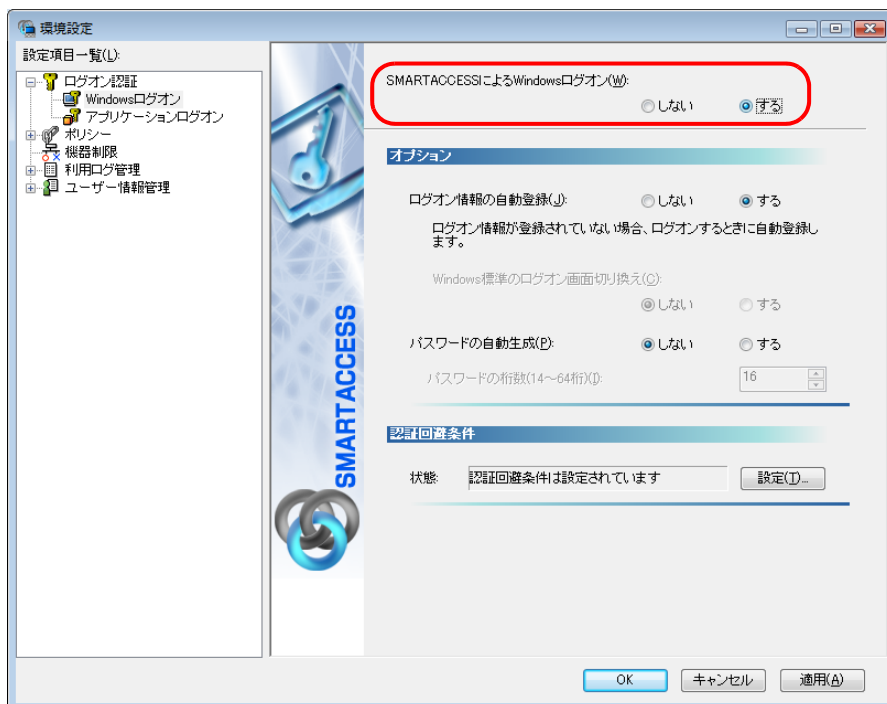 環境設定
設定項目一覧(L):
ログオン認証
Windowsログオン
アプリケーションログオン
ポリシー
機器制限
利用ログ管理
ユーザー情報管理
SMARTACCESS
SMARTACCESSによるWindowsログオン(W):
しない する
オプション
ログオン情報の自動登録(J): しない する
ログオン情報が登録されていない場合、ログオンするときに自動登録し
ます。
Windows標準のログオン画面切り換え(C):
しない する
パスワードの自動生成(P): しない する
パスワードの桁数(14～64桁)(I): 16
認証回避条件
状態: 認証回避条件は設定されています 設定(T)...
OK キャンセル 適用(A)